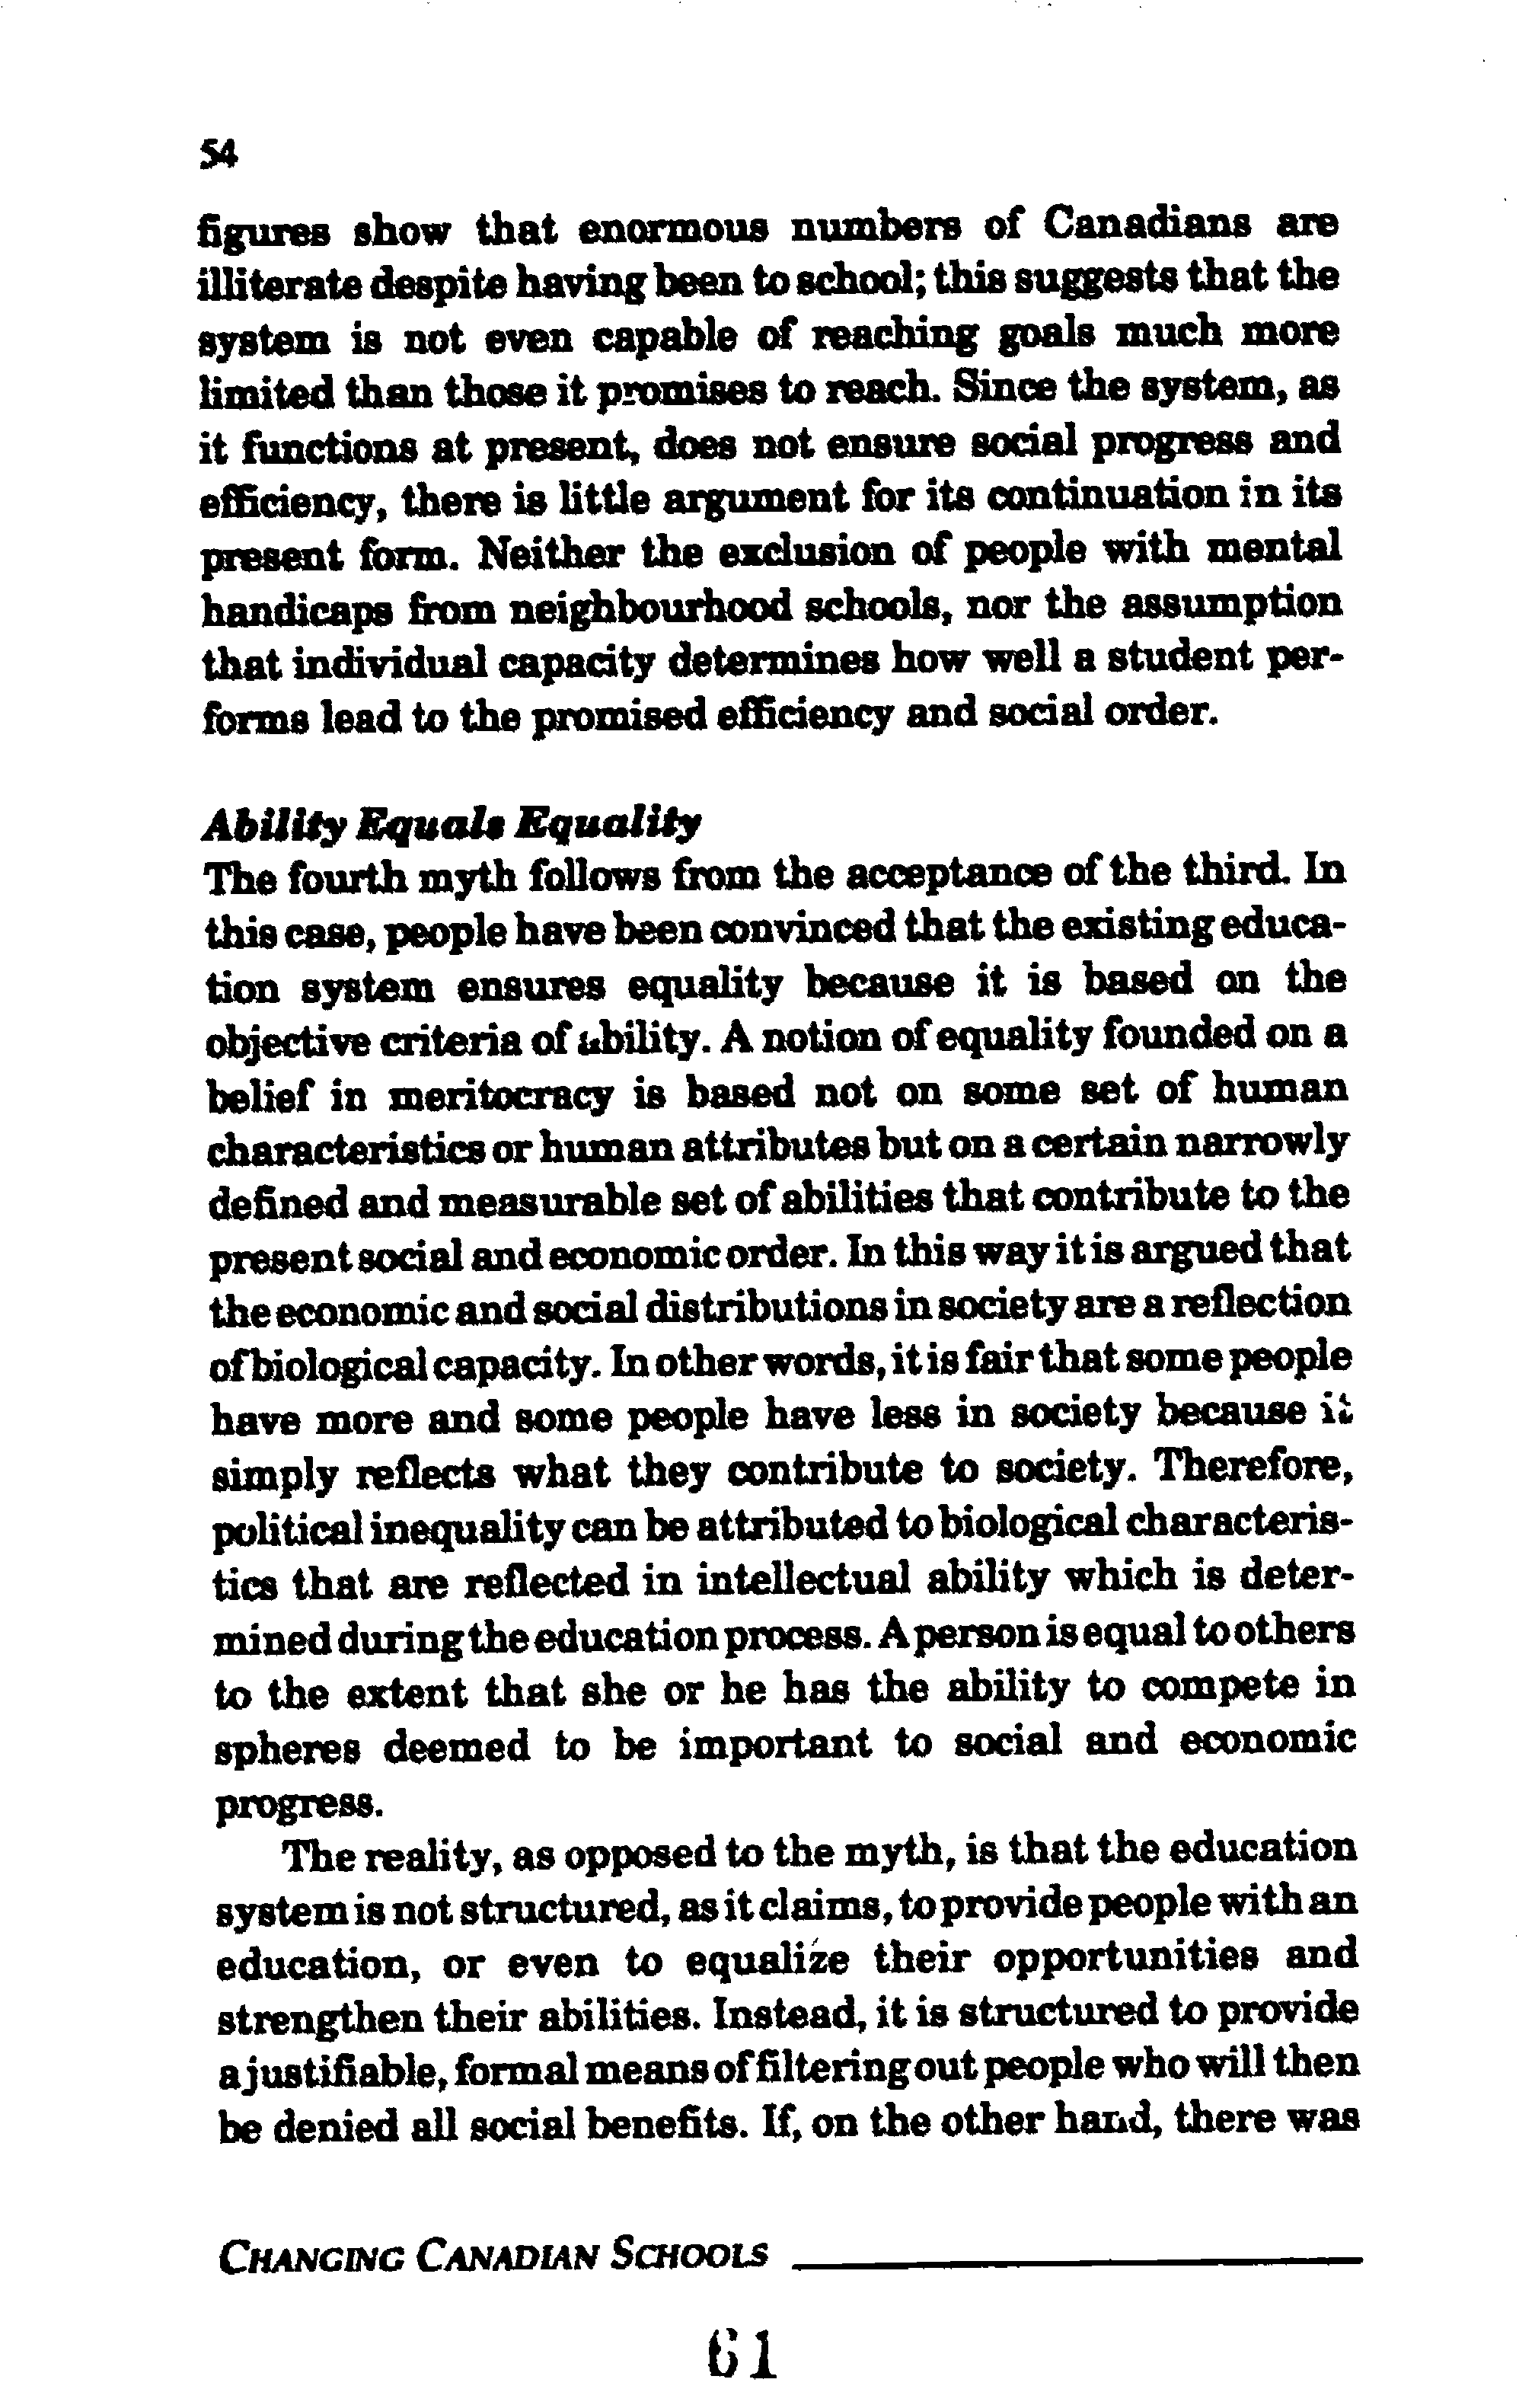 54
figures show that enormous numbers of Canadians are
illiterate despite having been to school; this suggests that the
system is not even capable of reaching goals much more
limited than those it promises to reach. Since the system, as
it functions at present, does not ensure social progress and
efficiency, there is little argument for its continuation in its
present form. Neither the exclusion of people with mental
handicaps from neighbourhood schools, nor the assumption
that individual capacity determines how well a student per-
forms lead to the promised efficiency and social order.
Ability Equals Equality
The fourth myth follows from the acceptance of the third. In
this case, people have been convinced that the existing educa-
tion system ensures equality because it is based on the
objective criteria of ability. A notion of equality founded on a
belief in meritocracy is based not on some set of human
characteristics or human attributes but on a certain narrowly
defined and measurable set of abilities that contribute to the
present social and economic order. In this way it is argued that
the economic and social distributions in society are a reflection
of biological capacity. In other words, it is fair that some people
have more and some people have less in society because it
simply reflects what they contribute to society. Therefore,
political inequality can be attributed to biological characteris-
tics that are reflected in intellectual ability which is deter-
mined during the education process. A person is equal to others
to the extent that she or he has the ability to compete in
spheres deemed to be important to social and economic
progress.
The reality, as opposed to the myth, is that the education
system is not structured, as it claims, to provide people with an
education, or even to equalize their opportunities and
strengthen their abilities. Instead, it is structured to provide
a justifiable, formal means of filtering out people who will then
be denied all social benefits. If, on the other hand, there was
CHANGING CANADIAN SCHOOLS
61